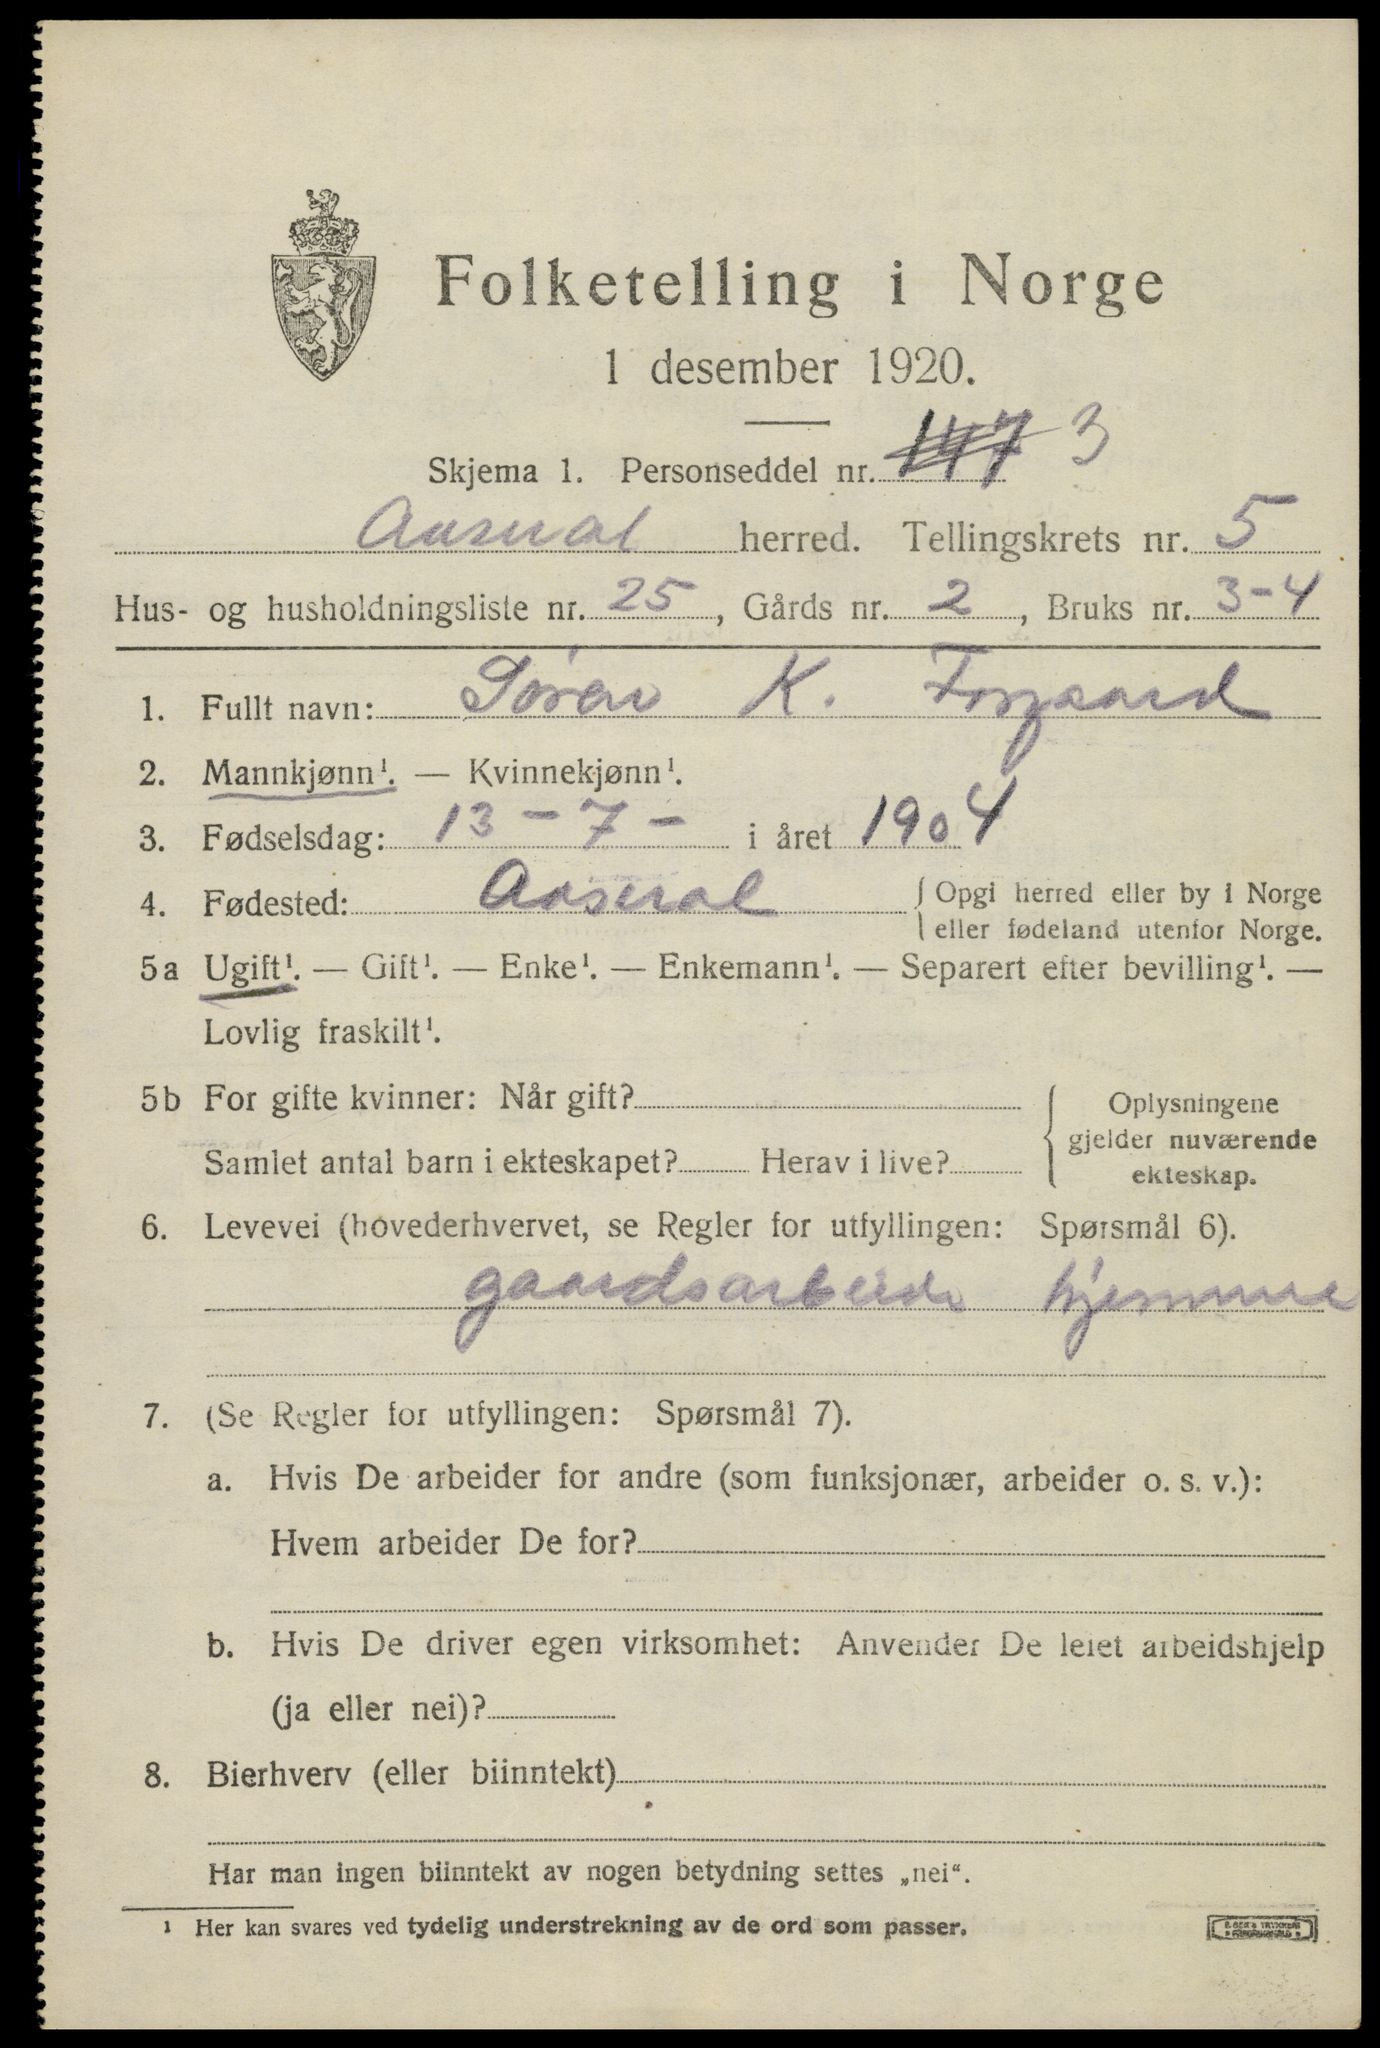 Folketelling i Norge
1 desember 1920.
Skjema 1. Personseddel nr. 147 3
Aaseral herred. Tellingskrets nr. 5
Hus- og husholdningsliste nr. 25, Gårds nr. 2, Bruks nr. 3-4
1. Fullt navn: Søren K. Forgaard
2. Mannkjønn¹. — Kvinnekjønn¹.
3. Fødselsdag: 13 - 7 - i året 1904
4. Fødested: Aaseral
{ Opgi herred eller by i Norge
eller fødeland utenfor Norge.
5a Ugift¹. — Gift¹. — Enke¹. — Enkemann¹. — Separert efter bevilling¹. —
Lovlig fraskilt¹.
5b For gifte kvinner: Når gift?
Samlet antal barn i ekteskapet? Herav i live?
{ Oplysningene
gjelder nuværende
ekteskap.
6. Levevei (hovederhvervet, se Regler for utfyllingen: Spørsmål 6).
gaardsarbeide hjemme
7. (Se Regler for utfyllingen: Spørsmål 7).
a. Hvis De arbeider for andre (som funksjonær, arbeider o. s. v.):
Hvem arbeider De for?
b. Hvis De driver egen virksomhet: Anvender De leiet arbeidshjelp
(ja eller nei)?
8. Bierhverv (eller biinntekt)
Har man ingen biinntekt av nogen betydning settes „nei“.
¹ Her kan svares ved tydelig understrekning av de ord som passer.